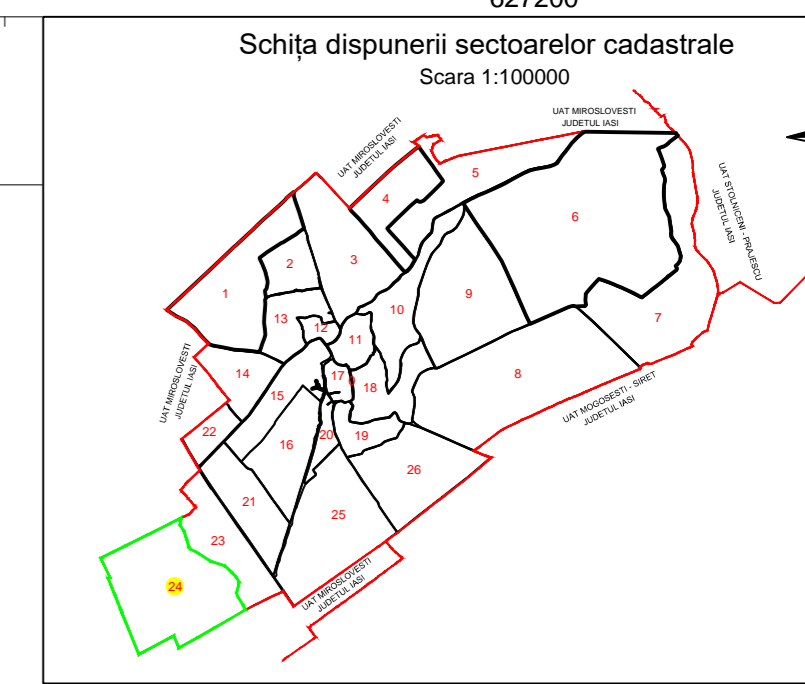 627200
Schița dispunerii sectoarelor cadastrale
Scara 1:100000
UAT MIROSLOVESTI
JUDETUL IASI
UAT MIROSLOVESTI
JUDETUL IASI
UAT STOLNICENI - PRAJESCU
JUDETUL IASI
5
4
6
3
2
1
9
10
7
13
12
11
8
14
17
18
15
UAT MIROSLOVESTI
JUDETUL IASI
UAT MOGOSESTI - SIRET
JUDETUL IASI
22
20
19
16
26
21
25
23
24
UAT MIROSLOVESTI
JUDETUL IASI